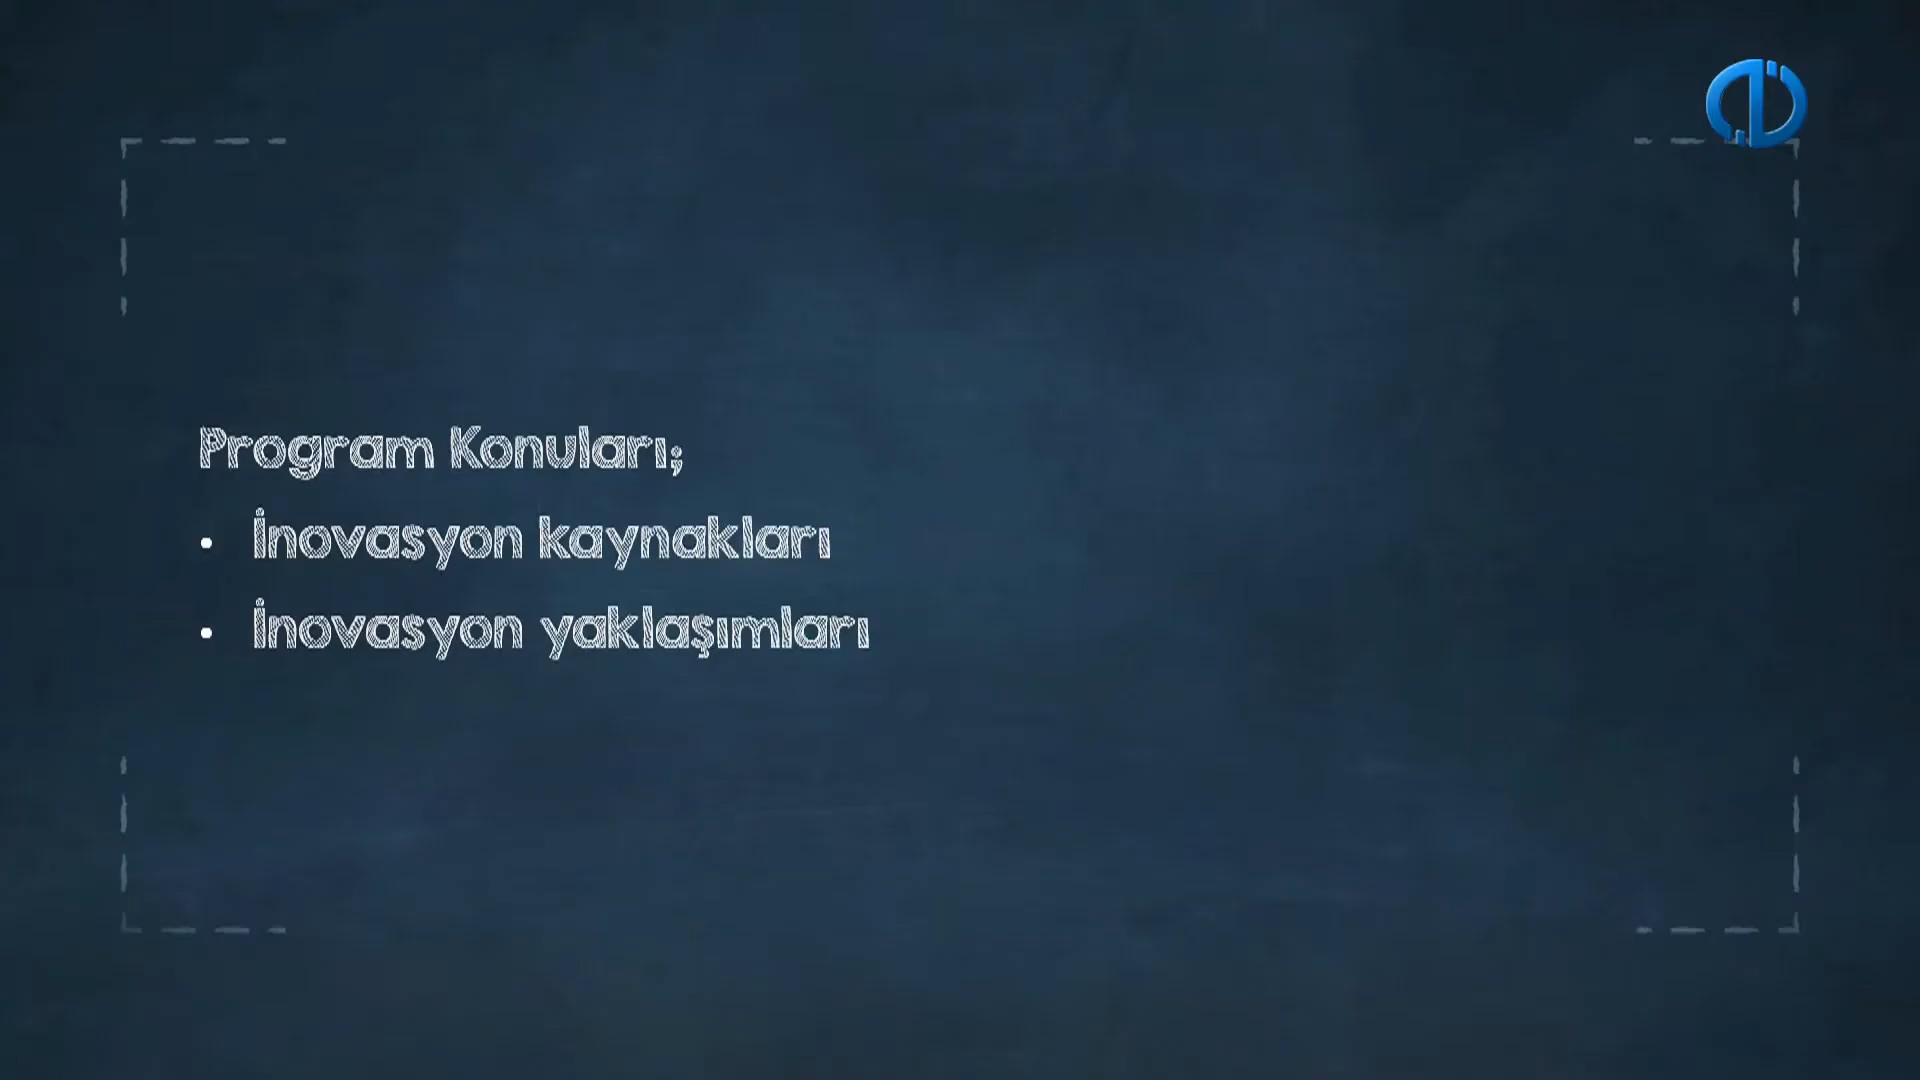 Program Konuları;
• İnovasyon kaynakları
• İnovasyon yaklaşımları